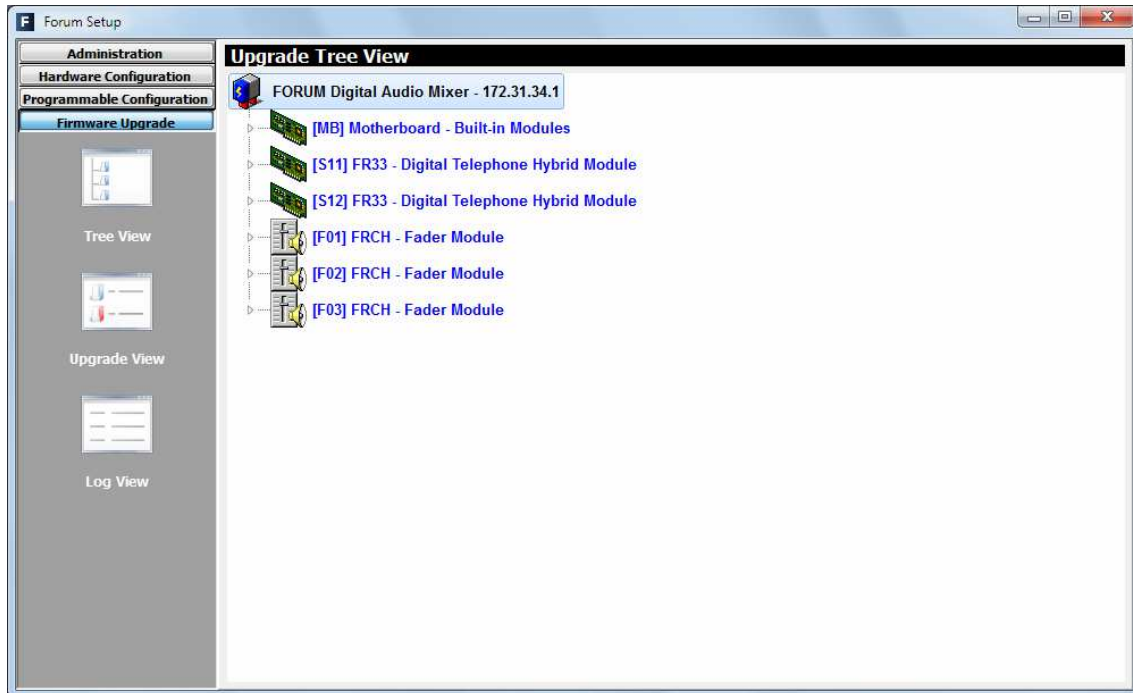 F Forum Setup
Administration
Hardware Configuration
Programmable Configuration
Firmware Upgrade
Tree View
Upgrade View
Log View
Upgrade Tree View
FORUM Digital Audio Mixer - 172.31.34.1
[MB] Motherboard - Built-in Modules
[S11] FR33 - Digital Telephone Hybrid Module
[S12] FR33 - Digital Telephone Hybrid Module
[F01] FRCH - Fader Module
[F02] FRCH - Fader Module
[F03] FRCH - Fader Module